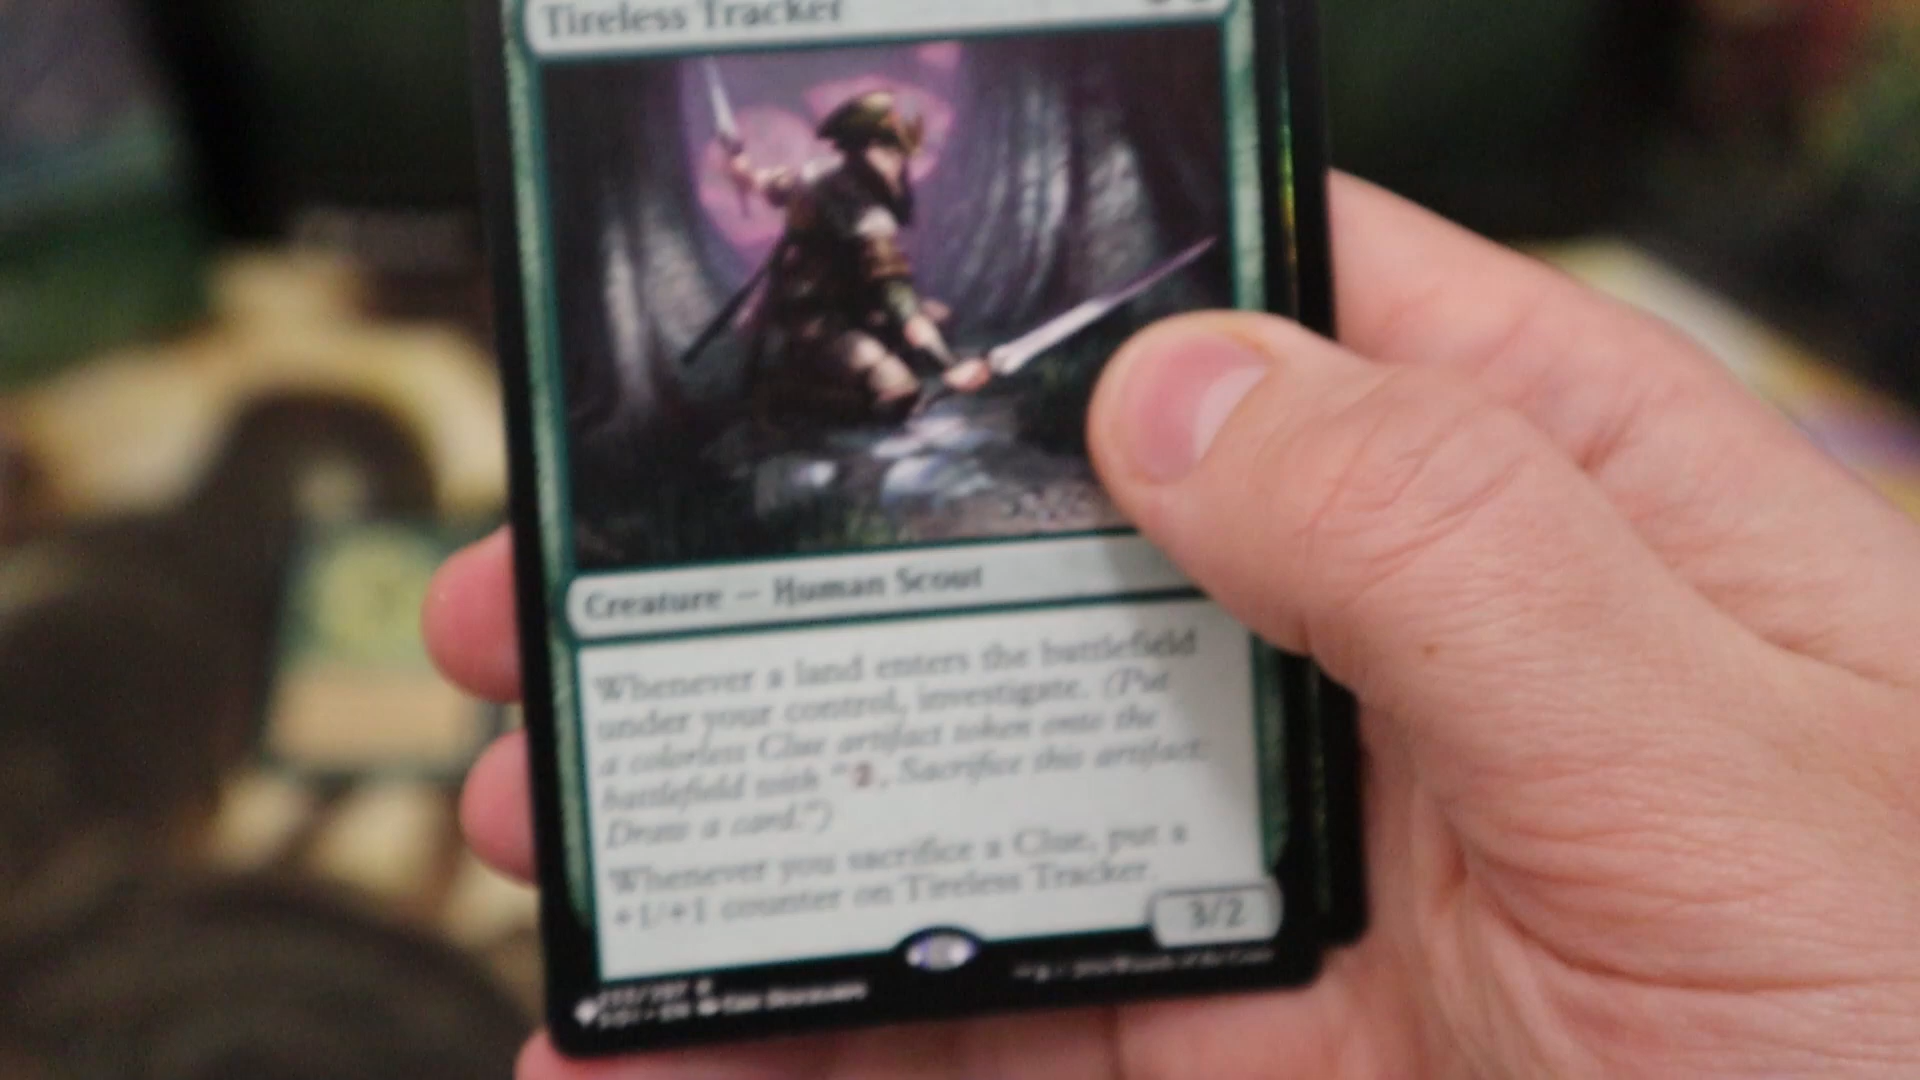 Tireless Tracker
Creature — Human Scout
Whenever a land enters the battlefield
under your control, investigate. (Put
a colorless Clue artifact token onto the
battlefield with "2, Sacrifice this artifact:
Draw a card.")
Whenever you sacrifice a Clue, put a
+1/+1 counter on Tireless Tracker.
3/2